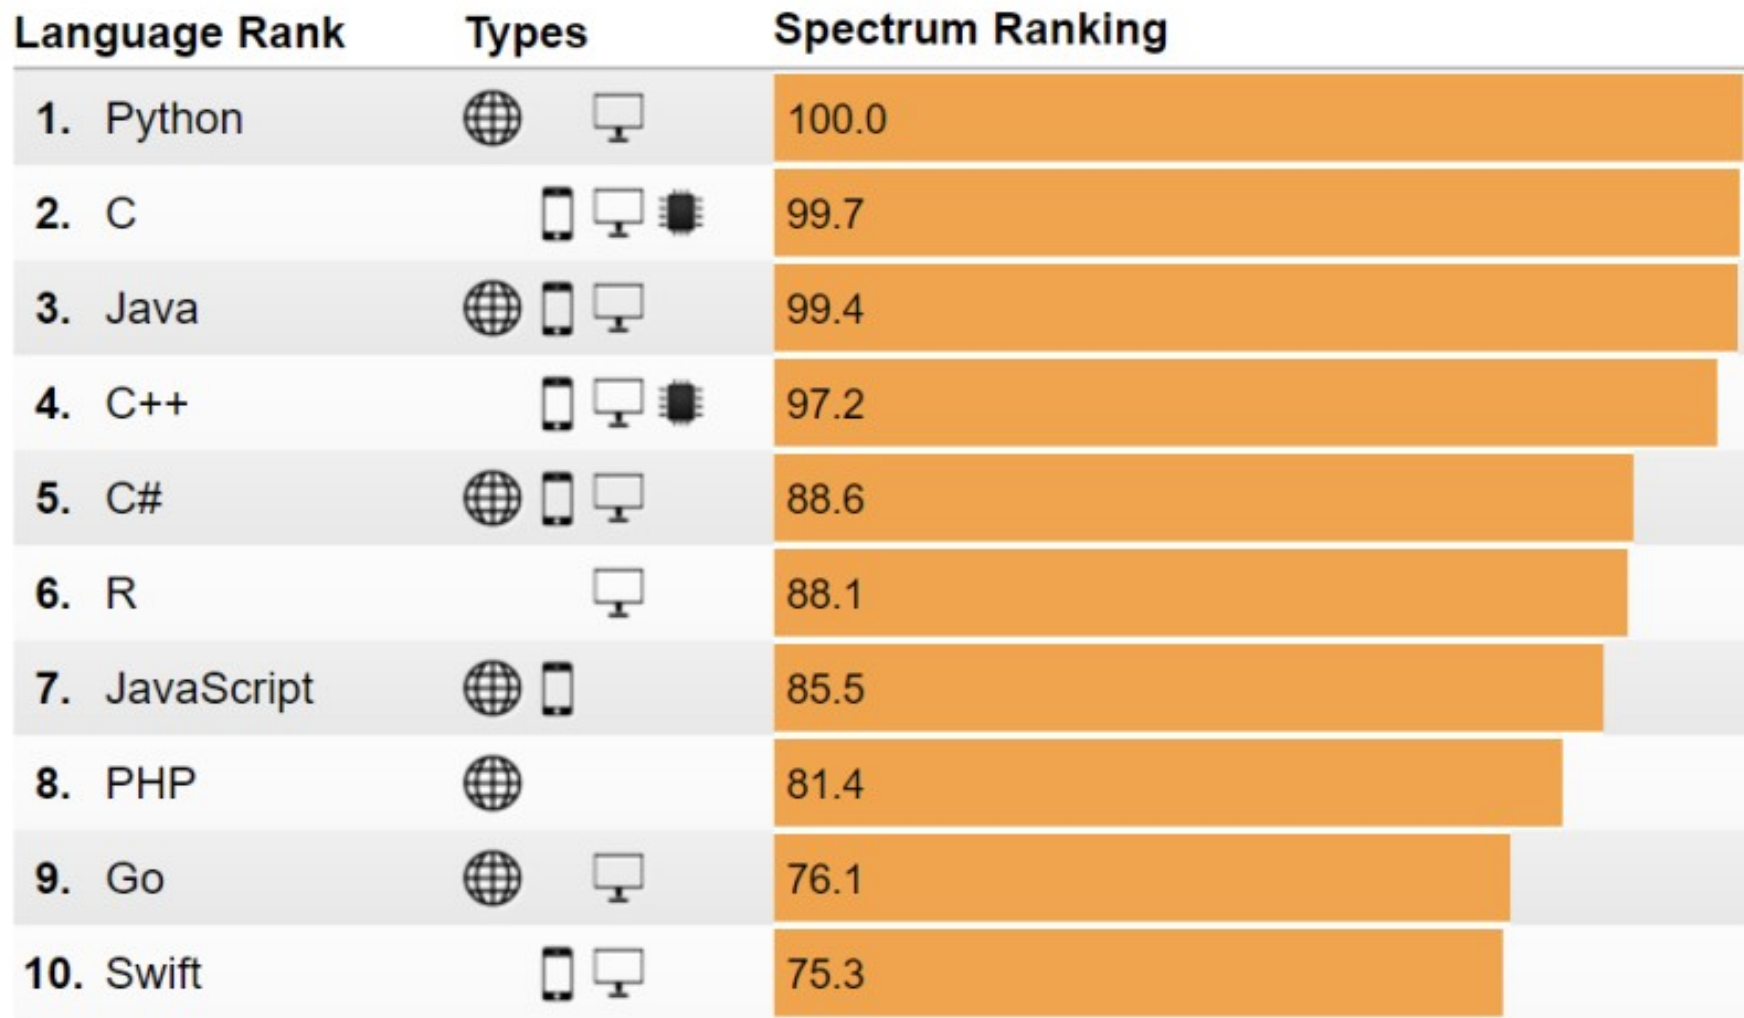 Language Rank Types Spectrum Ranking
1. Python 100.0
2. C 99.7
3. Java 99.4
4. C++ 97.2
5. C# 88.6
6. R 88.1
7. JavaScript 85.5
8. PHP 81.4
9. Go 76.1
10. Swift 75.3